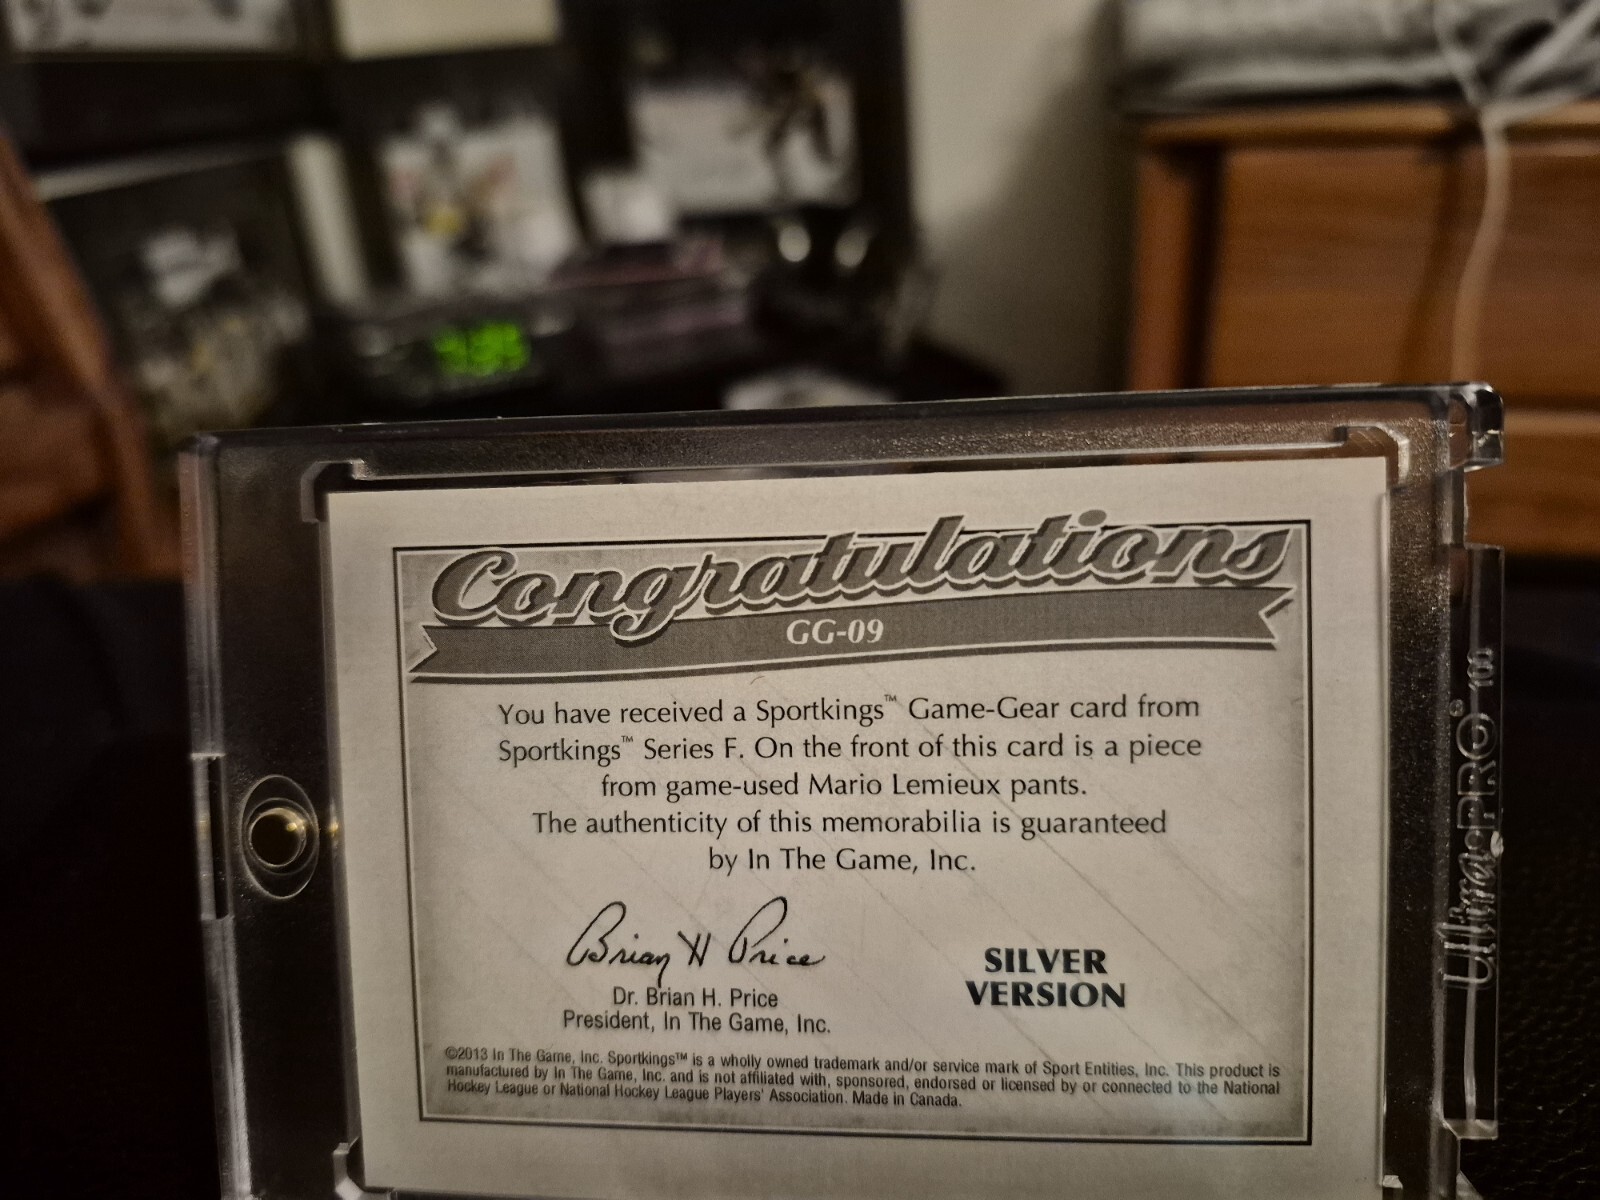 Congratulations
GG-09
You have received a Sportkings™ Game-Gear card from
Sportkings™ Series F. On the front of this card is a piece
from game-used Mario Lemieux pants.
The authenticity of this memorabilia is guaranteed
by In The Game, Inc.
Brian H Price
Dr. Brian H. Price
President, In The Game, Inc.
SILVER
VERSION
©2013 In The Game, Inc. Sportkings™ is a wholly owned trademark and/or service mark of Sport Entities, Inc. This product is
manufactured by In The Game, Inc. and is not affiliated with, sponsored, endorsed or licensed by or connected to the National
Hockey League or National Hockey League Players' Association. Made in Canada.
Ultra•PRO® 100